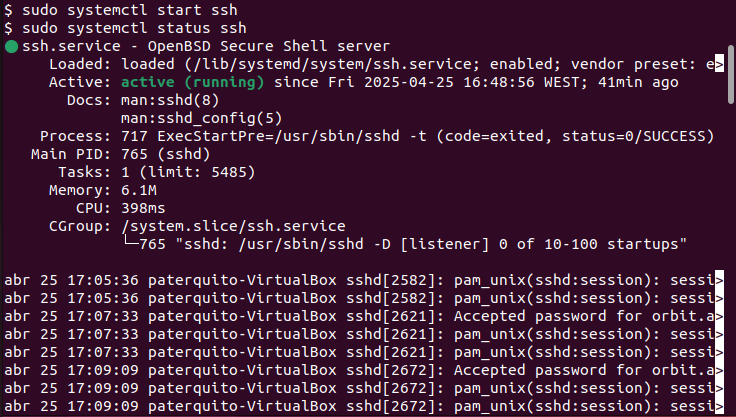 $ sudo systemctl start ssh
$ sudo systemctl status ssh
● ssh.service - OpenBSD Secure Shell server
     Loaded: loaded (/lib/systemd/system/ssh.service; enabled; vendor preset: e>
     Active: active (running) since Fri 2025-04-25 16:48:56 WEST; 41min ago
       Docs: man:sshd(8)
             man:sshd_config(5)
    Process: 717 ExecStartPre=/usr/sbin/sshd -t (code=exited, status=0/SUCCESS)
   Main PID: 765 (sshd)
      Tasks: 1 (limit: 5485)
     Memory: 6.1M
        CPU: 398ms
     CGroup: /system.slice/ssh.service
             └─765 "sshd: /usr/sbin/sshd -D [listener] 0 of 10-100 startups"

abr 25 17:05:36 paterquito-VirtualBox sshd[2582]: pam_unix(sshd:session): sessi>
abr 25 17:05:36 paterquito-VirtualBox sshd[2582]: pam_unix(sshd:session): sessi>
abr 25 17:07:33 paterquito-VirtualBox sshd[2621]: Accepted password for orbit.a>
abr 25 17:07:33 paterquito-VirtualBox sshd[2621]: pam_unix(sshd:session): sessi>
abr 25 17:07:33 paterquito-VirtualBox sshd[2621]: pam_unix(sshd:session): sessi>
abr 25 17:09:09 paterquito-VirtualBox sshd[2672]: Accepted password for orbit.a>
abr 25 17:09:09 paterquito-VirtualBox sshd[2672]: pam_unix(sshd:session): sessi>
abr 25 17:09:09 paterquito-VirtualBox sshd[2672]: pam_unix(sshd:session): sessi>